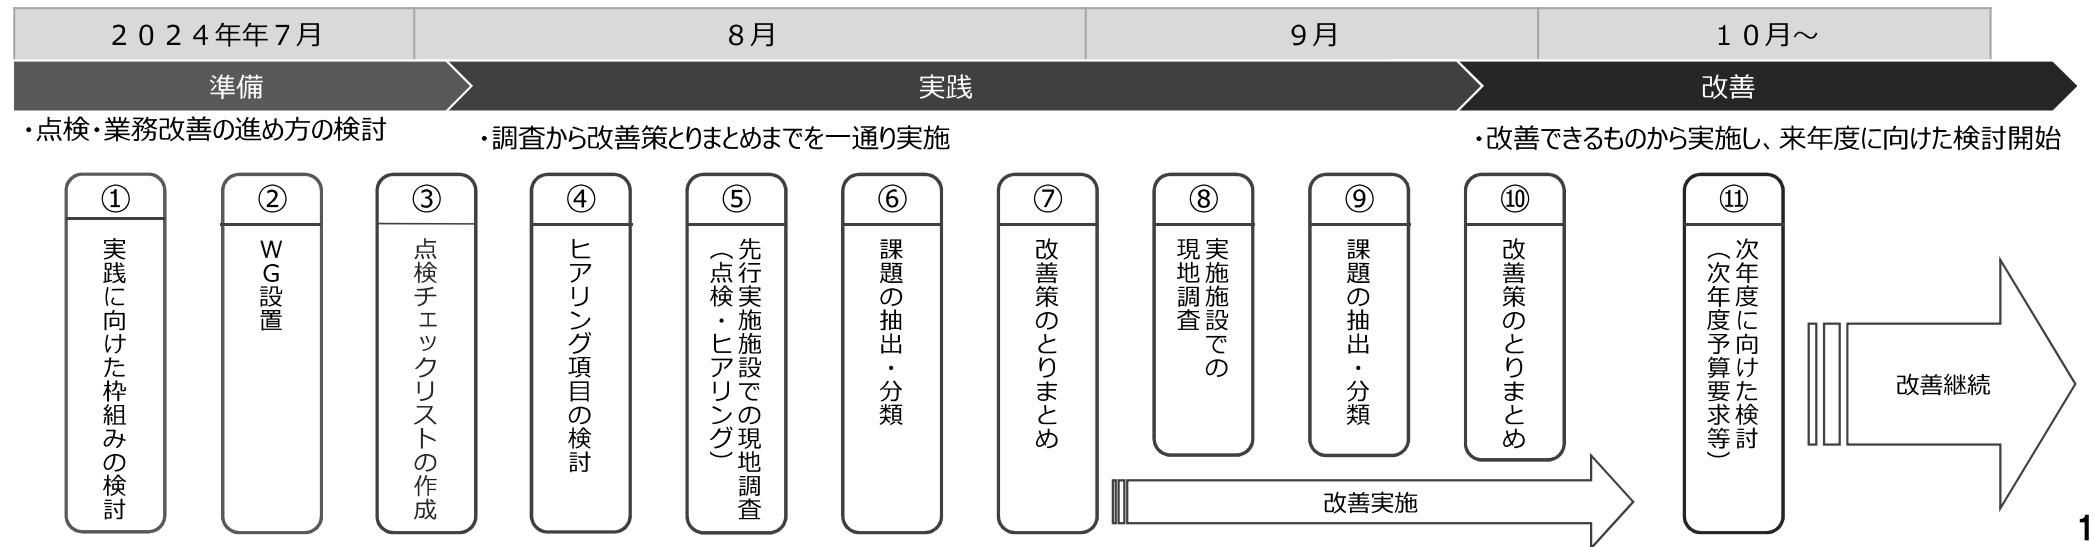 ２０２４年年７月
８月
９月
１０月～
準備
実践
改善
・点検・業務改善の進め方の検討
・調査から改善策とりまとめまでを一通り実施
・改善できるものから実施し、来年度に向けた検討開始
①
実践に向けた枠組みの検討
②
ＷＧ設置
③
点検チェックリストの作成
④
ヒアリング項目の検討
⑤
先行実施施設での現地調査
（点検・ヒアリング）
⑥
課題の抽出・分類
⑦
改善策のとりまとめ
⑧
実施施設での
現地調査
⑨
課題の抽出・分類
⑩
改善策のとりまとめ
⑪
次年度に向けた検討
（次年度予算要求等）
改善継続
改善実施
1